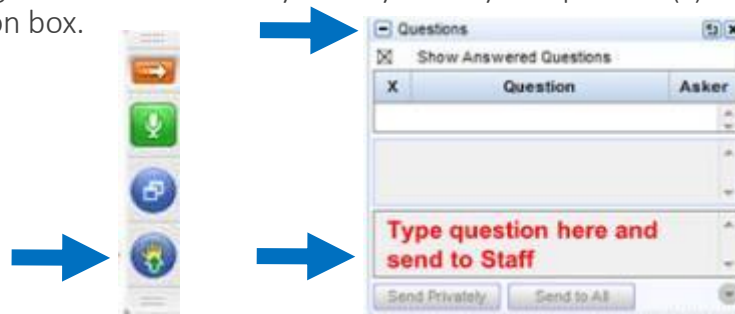 on box.
Questions
Show Answered Questions
X Question Asker
Type question here and
send to Staff
Send Privately Send to All